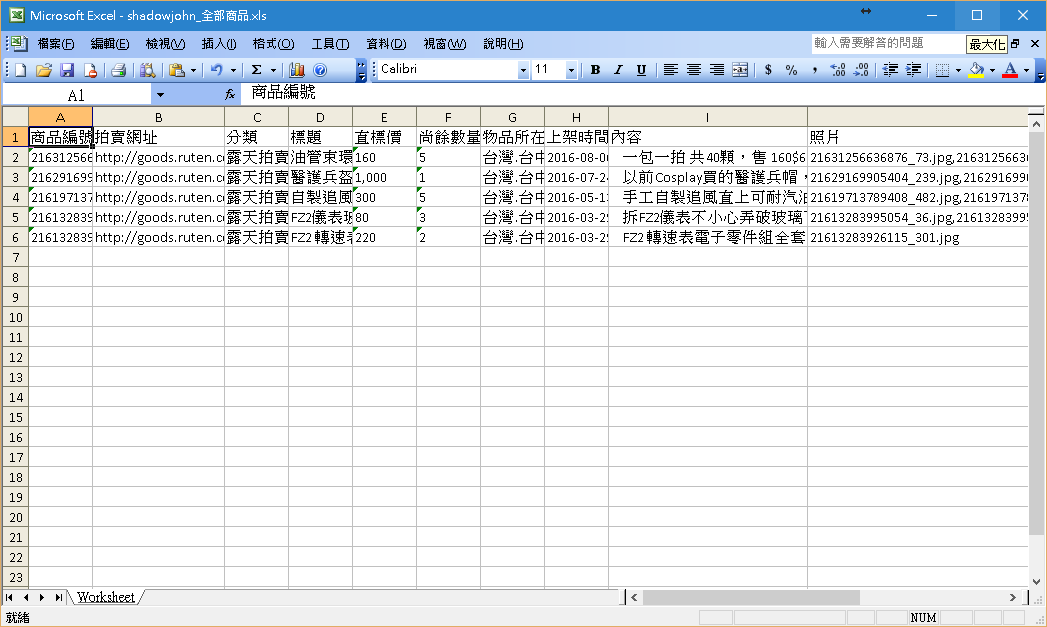 Microsoft Excel - shadowjohn_全部商品.xls
檔案(F) 編輯(E) 檢視(V) 插入(I) 格式(O) 工具(T) 資料(D) 視窗(W) 說明(H) 輸入需要解答的問題 最大化
Calibri 11 B I U $ %
A1 fx 商品編號
A B C D E F G H I
1 商品編號 拍賣網址 分類 標題 直標價 尚餘數量 物品所在 上架時間 內容 照片
2 21631256 http://goods.ruten.c 露天拍賣 油管束環 160 5 台灣.台中 2016-08-0 一包一拍 共40顆，售 160$6 21631256636876_73.jpg,2163125663
3 21629169 http://goods.ruten.c 露天拍賣 醫護兵盔 1,000 1 台灣.台中 2016-07-2 以前Cosplay買的醫護兵帽， 21629169905404_239.jpg,216291699
4 21619713 http://goods.ruten.c 露天拍賣 自製追風 300 5 台灣.台中 2016-05-1 手工自製追風直上可耐汽油 21619713789408_482.jpg,216197137
5 21613283 http://goods.ruten.c 露天拍賣 FZ2儀表玻 80 3 台灣.台中 2016-03-29 拆FZ2儀表不小心弄破玻璃 21613283995054_36.jpg,2161328399
6 21613283 http://goods.ruten.c 露天拍賣 FZ2 轉速表 220 2 台灣.台中 2016-03-29 FZ2 轉速表電子零件組全套 21613283926115_301.jpg
7
8
9
10
11
12
13
14
15
16
17
18
19
20
21
22
23
Worksheet
就緒 NUM